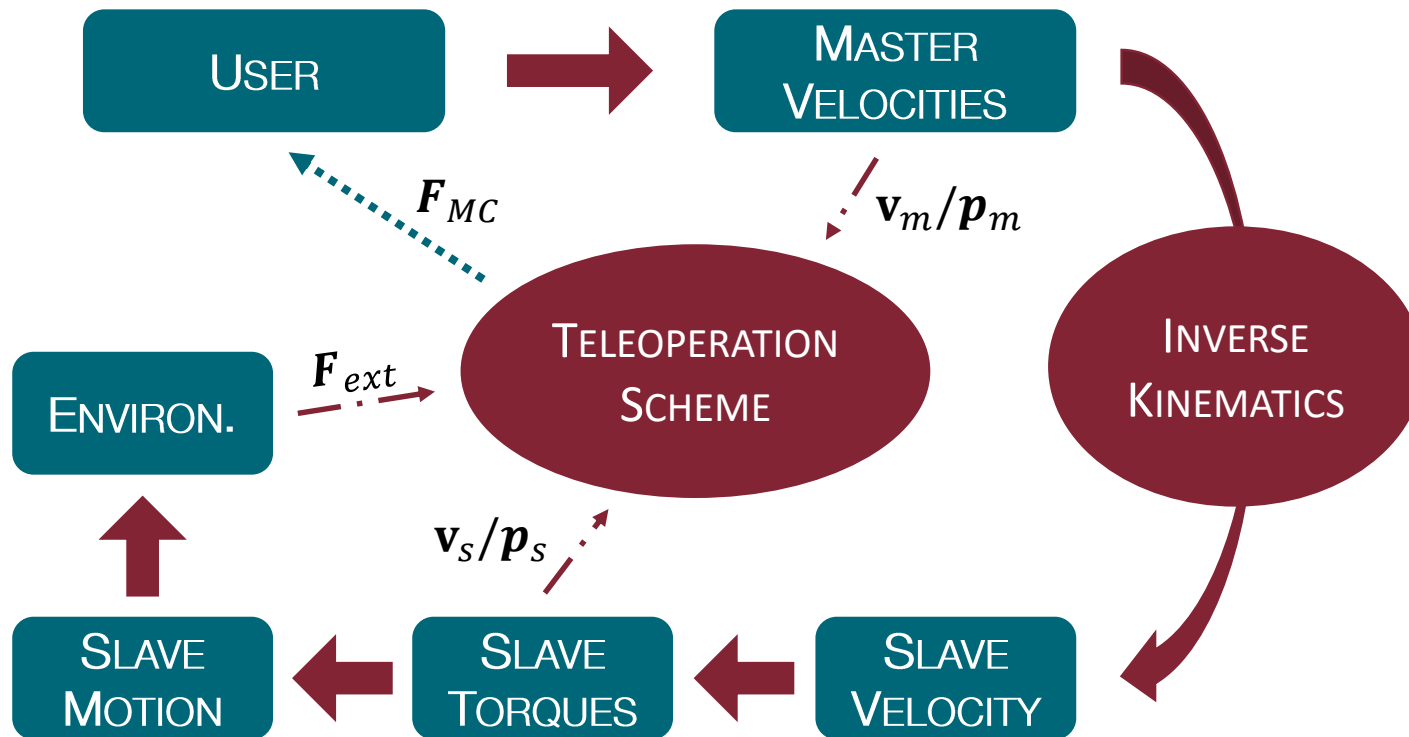 USER
MASTER
VELOCITIES
F_MC
v_m/p_m
TELEOPERATION
SCHEME
INVERSE
KINEMATICS
F_ext
ENVIRON.
v_s/p_s
SLAVE
MOTION
SLAVE
TORQUES
SLAVE
VELOCITY